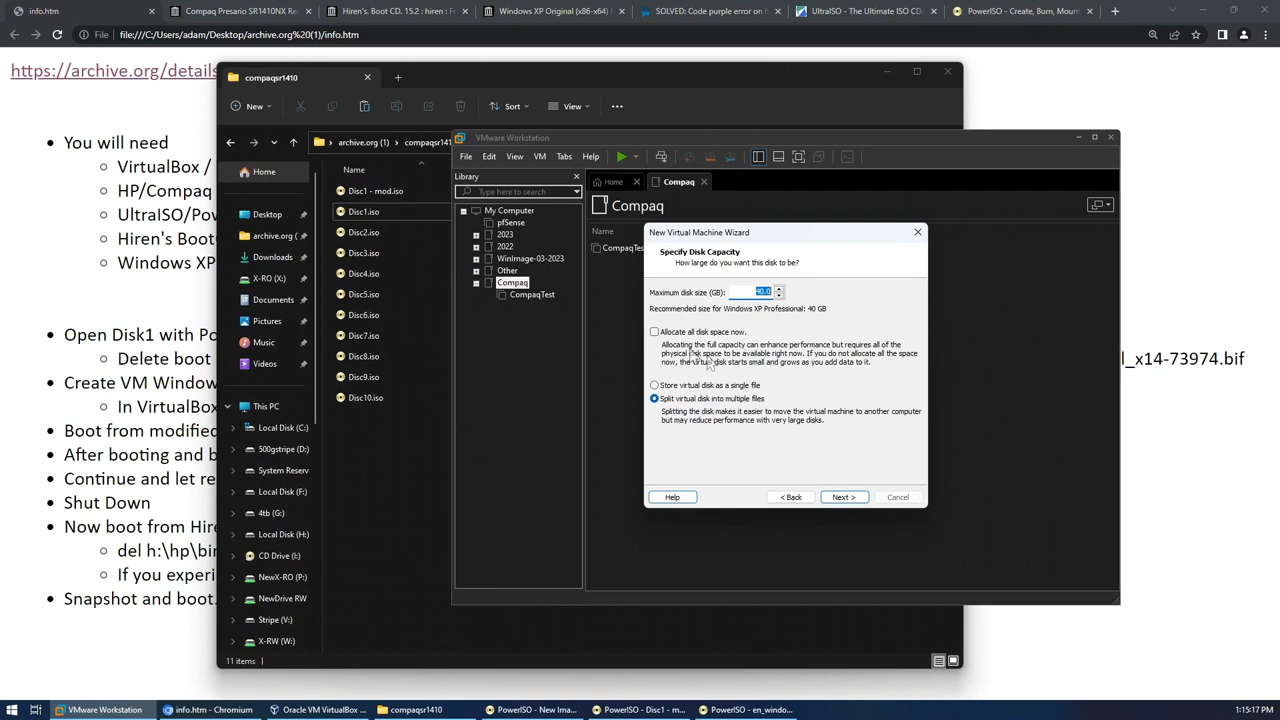 info.htm
Compaq Presario SR1410NX Re
Hiren's Boot CD. 15.2 : hiren : F
Windows XP Original (x86-x64) : M
SOLVED: Code purple error on N
UltraISO - The Ultimate ISO CD/
PowerISO - Create, Burn, Mount
File
file:///C:/Users/adam/Desktop/archive.org%20(1)/info.htm
https://archive.org/details
You will need
VirtualBox /
HP/Compaq
UltraISO/Po
Hiren's Boot
Windows XP
Open Disk1 with Po
Delete boot
l_x14-73974.bif
Create VM Window
In VirtualBox
Boot from modified
After booting and b
Continue and let re
Shut Down
Now boot from Hire
del h:\hp\bin
If you experi
Snapshot and boot.
compaqsr1410
New
Sort
View
archive.org (1)
compaqsr141
Home
Desktop
archive.org (
Downloads
X-RO (X:)
Documents
Pictures
Music
Videos
This PC
Local Disk (C:)
500gstripe (D:)
System Reserv
Local Disk (F:)
4tb (G:)
Local Disk (H:)
CD Drive (I:)
NewX-RO (P:)
NewDrive RW
Stripe (V:)
X-RW (W:)
Name
Disc1 - mod.iso
Disc1.iso
Disc2.iso
Disc3.iso
Disc4.iso
Disc5.iso
Disc6.iso
Disc7.iso
Disc8.iso
Disc9.iso
Disc10.iso
11 items
VMware Workstation
File Edit View VM Tabs Help
Library
Type here to search
My Computer
pfSense
2023
2022
WinImage-03-2023
Other
Compaq
CompaqTest
Home
Compaq
Compaq
Name
CompaqTes
New Virtual Machine Wizard
Specify Disk Capacity
How large do you want this disk to be?
Maximum disk size (GB):
40.0
Recommended size for Windows XP Professional: 40 GB
Allocate all disk space now.
Allocating the full capacity can enhance performance but requires all of the
physical disk space to be available right now. If you do not allocate all the space
now, the virtual disk starts small and grows as you add data to it.
Store virtual disk as a single file
Split virtual disk into multiple files
Splitting the disk makes it easier to move the virtual machine to another computer
but may reduce performance with very large disks.
Help
< Back
Next >
Cancel
VMware Workstation
info.htm - Chromium
Oracle VM VirtualBox ...
compaqsr1410
PowerISO - New Ima...
PowerISO - Disc1 - m...
PowerISO - en_windo...
1:15:17 PM